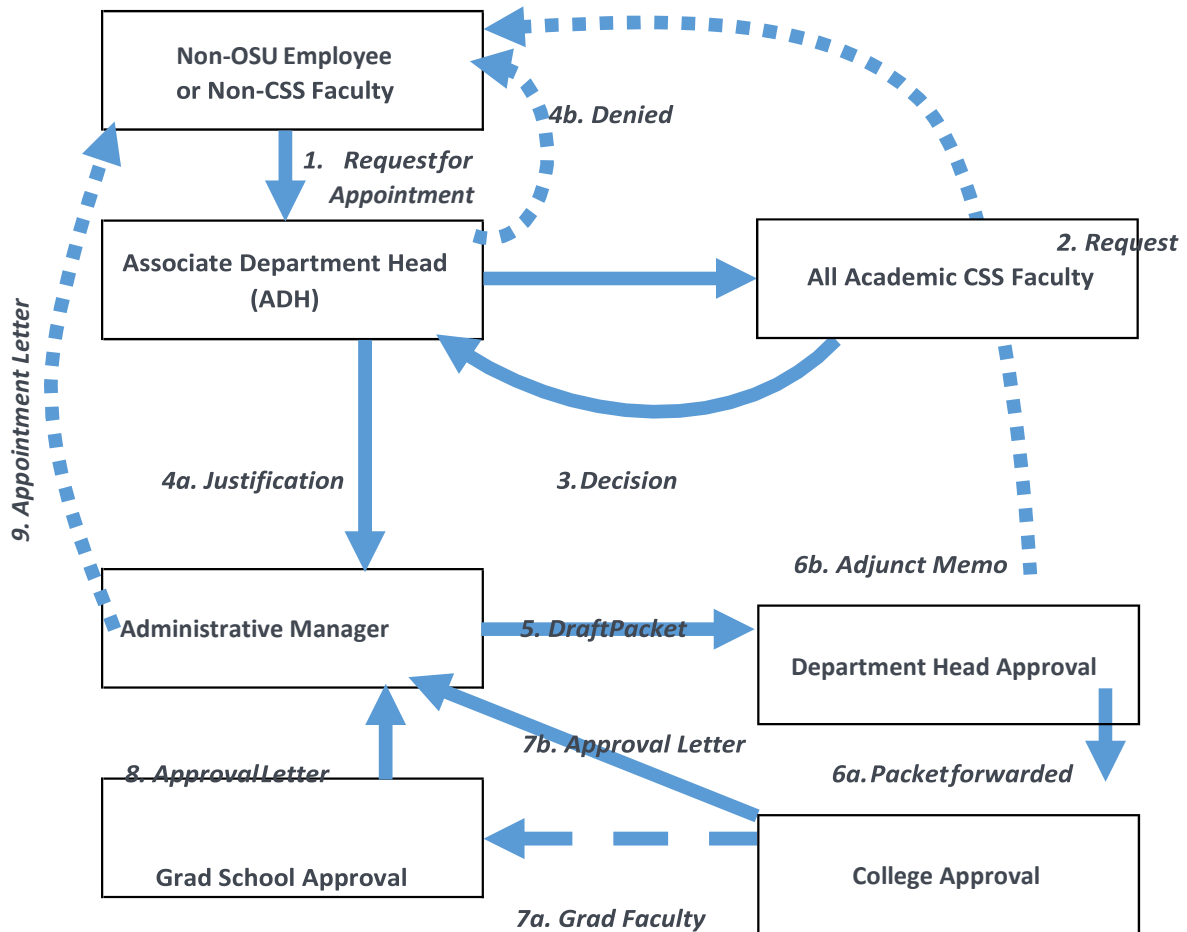 Non-OSU Employee
or Non-CSS Faculty
4b. Denied
1. Requestfor
Appointment
Associate Department Head
(ADH)
2. Request
All Academic CSS Faculty
9. Appointment Letter
4a. Justification
3.Decision
6b. Adjunct Memo
Administrative Manager
5. DraftPacket
Department Head Approval
7b. Approval Letter
8. ApprovalLetter
6a.Packetforwarded
Grad School Approval
College Approval
7a. Grad Faculty